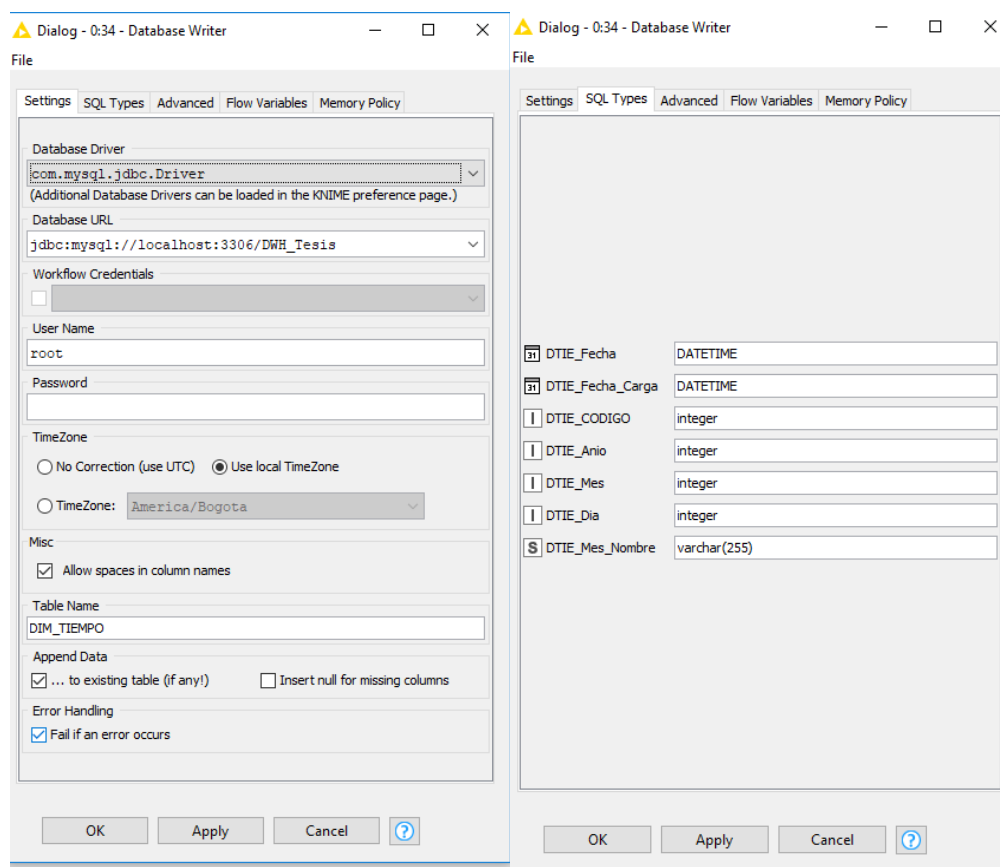 Dialog - 0:34 - Database Writer
File
Settings SQL Types Advanced Flow Variables Memory Policy
Database Driver
com.mysql.jdbc.Driver
(Additional Database Drivers can be loaded in the KNIME preference page.)
Database URL
jdbc:mysql://localhost:3306/DWH_Tesis
Workflow Credentials
User Name
root
Password
TimeZone
No Correction (use UTC) Use local TimeZone
TimeZone: America/Bogota
Misc
Allow spaces in column names
Table Name
DIM_TIEMPO
Append Data
... to existing table (if any!) Insert null for missing columns
Error Handling
Fail if an error occurs
OK Apply Cancel ?
Dialog - 0:34 - Database Writer
File
Settings SQL Types Advanced Flow Variables Memory Policy
31 DTIE_Fecha DATETIME
31 DTIE_Fecha_Carga DATETIME
I DTIE_CODIGO integer
I DTIE_Anio integer
I DTIE_Mes integer
I DTIE_Dia integer
S DTIE_Mes_Nombre varchar(255)
OK Apply Cancel ?